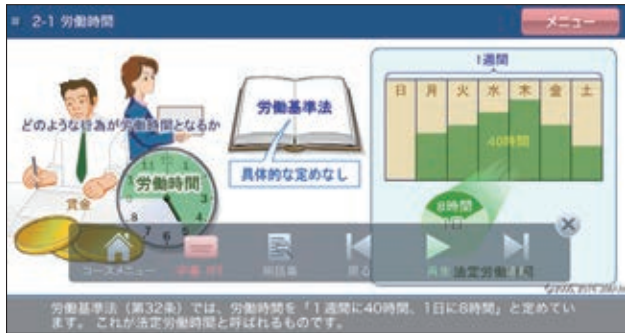 2-1 労働時間
メニュー
どのような行為が労働時間となるか
労働基準法
具体的な定めなし
労働時間
賃金
1週間
日 月 火 水 木 金 土
40時間
8時間
1日
コースメニュー
用語集
戻る
再生
法定労働時間
労働基準法（第32条）では、労働時間を「1週間に40時間、1日に8時間」と定めてい
ます。 これが法定労働時間と呼ばれるものです。